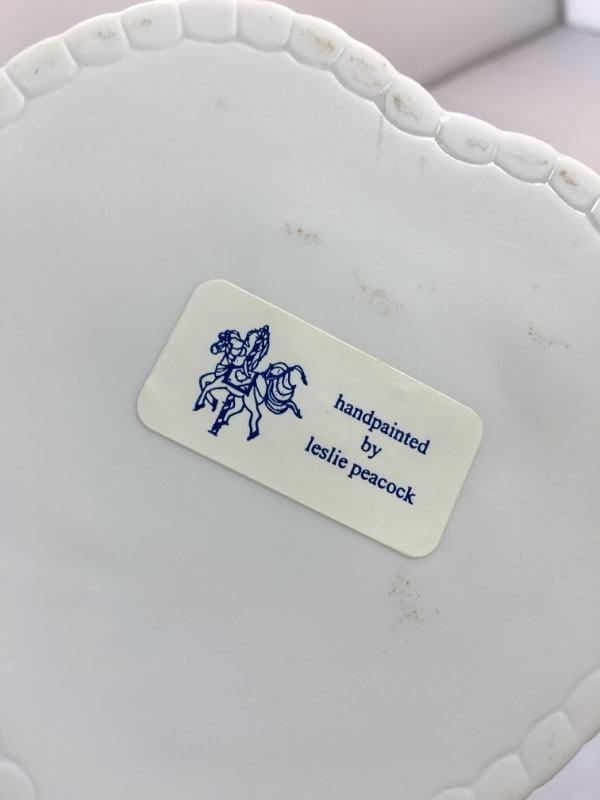 handpainted
by
leslie peacock